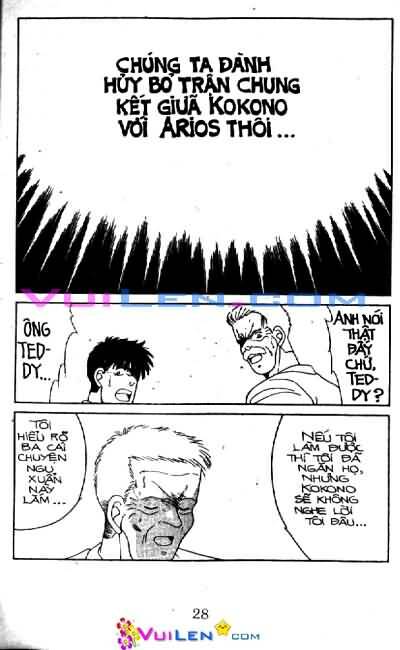 CHÚNG TA ĐÀNH
HỦY BỎ TRẬN CHUNG
KẾT GIUÃ KOKONO
VỚI ARIOS THÔI...
VuiLen.com
ÔNG
TED-
DY...
ANH NÓI
THẬT
ĐẤY
CHỨ,
TED-
DY?
TÔI
HIỂU RÕ
BA CÁI
CHUYỆN
NGU
XUẨN
NÀY
LẮM...
NẾU TÔI
LÀM ĐƯỢC
THÌ TÔI ĐÃ
NGĂN HỌ,
NHƯNG
KOKONO
SẼ KHÔNG
NGHE LỜI
TÔI ĐÂU...
28
VuiLen.com